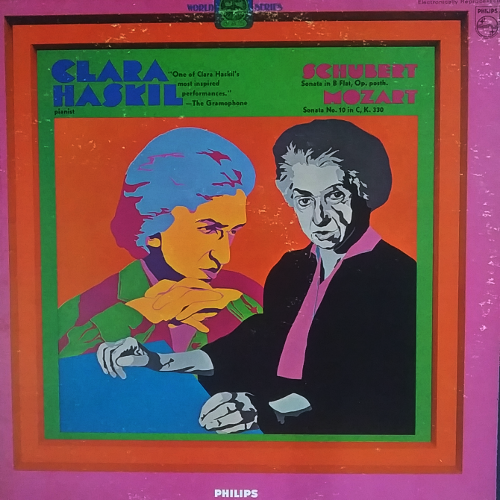 Electronically Reprocessed
WORLD SERIES
PHILIPS
CLARA
HASKIL
pianist
"One of Clara Haskil's
most inspired
performances."
—The Gramophone
SCHUBERT
Sonata in B Flat, Op. posth.
MOZART
Sonata No. 10 in C, K. 330
PHILIPS